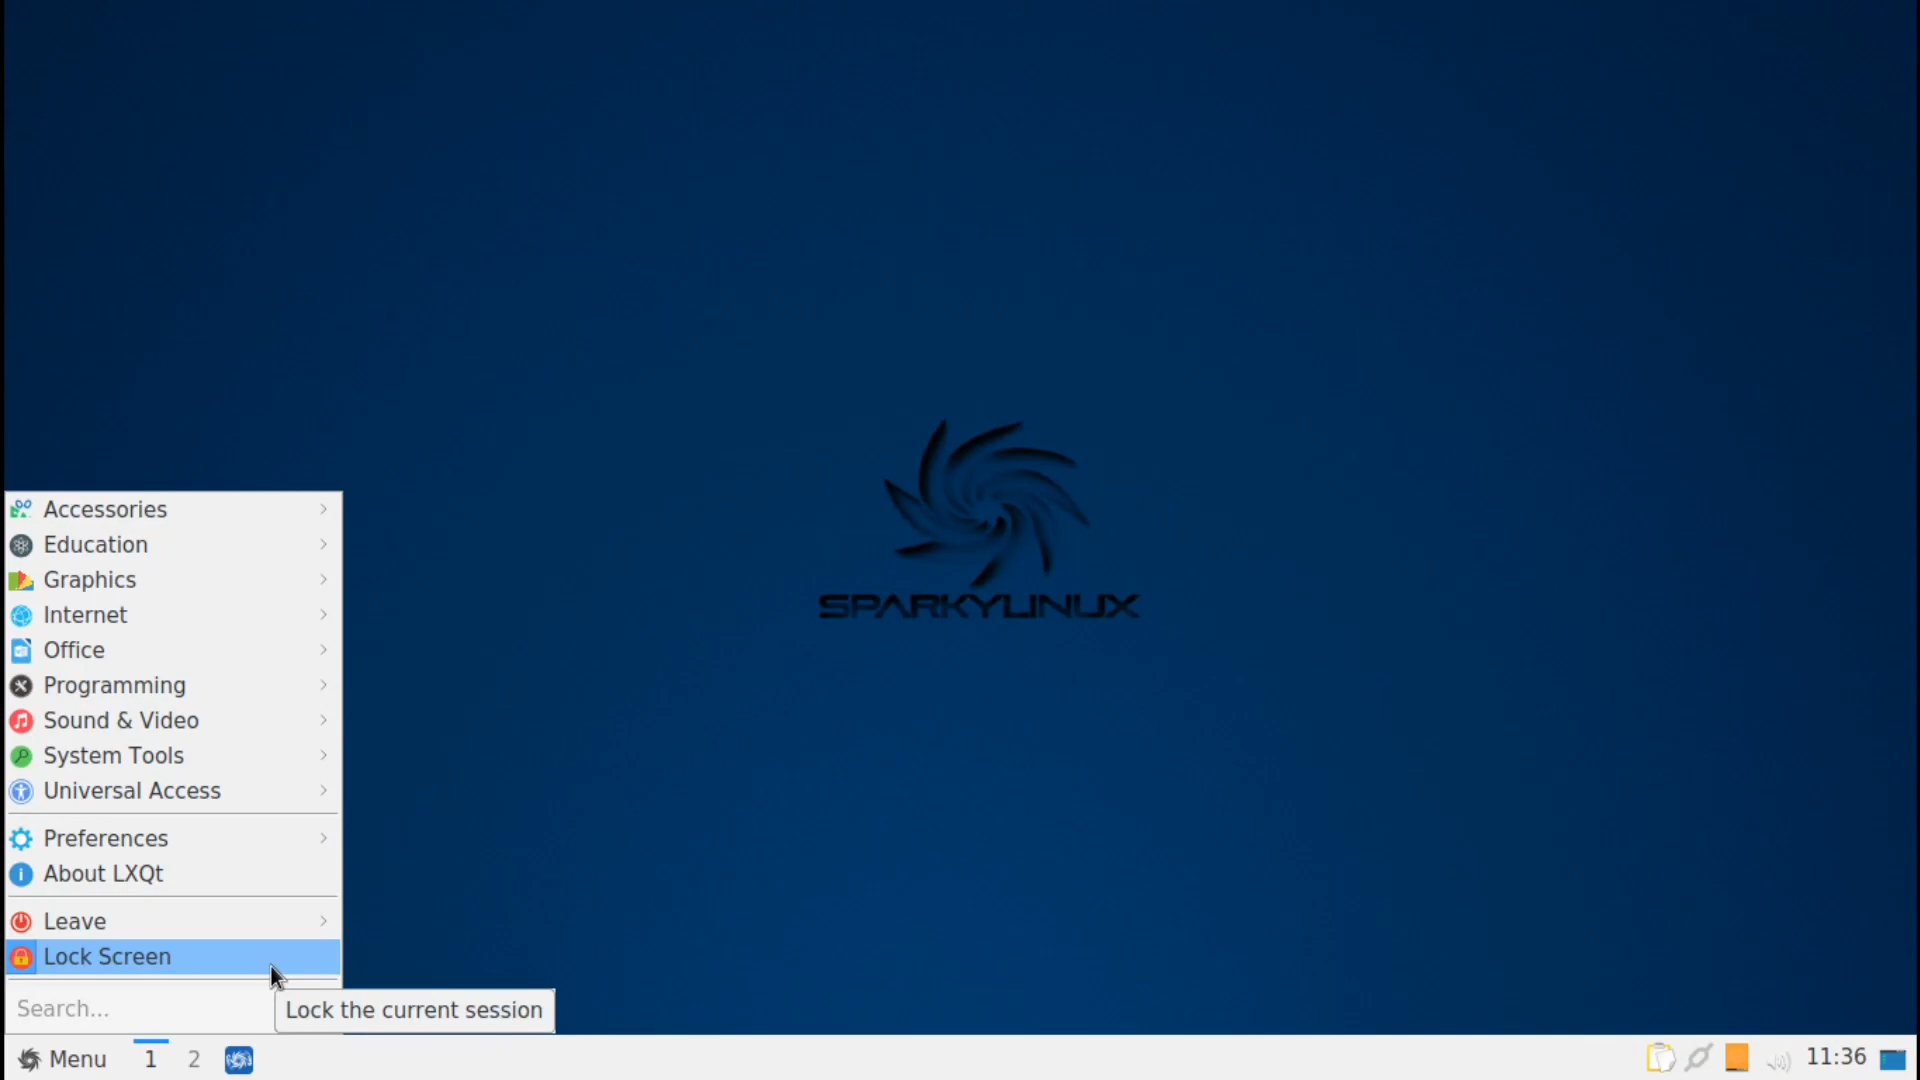 SPARKYLINUX
Accessories
Education
Graphics
Internet
Office
Programming
Sound & Video
System Tools
Universal Access
Preferences
About LXQt
Leave
Lock Screen
Search...
Lock the current session
Menu 1 2 11:36